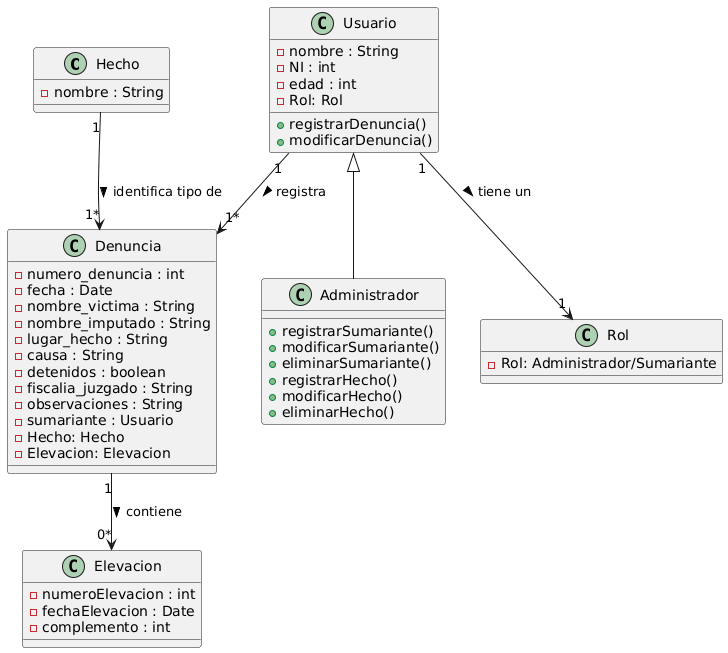 C Hecho
nombre : String
C Usuario
nombre : String
NI : int
edad : int
Rol: Rol
registrarDenuncia()
modificarDenuncia()
1
identifica tipo de
1*
1
registra
1*
1
tiene un
1
C Denuncia
numero_denuncia : int
fecha : Date
nombre_victima : String
nombre_imputado : String
lugar_hecho : String
causa : String
detenidos : boolean
fiscalia_juzgado : String
observaciones : String
sumariante : Usuario
Hecho: Hecho
Elevacion: Elevacion
C Administrador
registrarSumariante()
modificarSumariante()
eliminarSumariante()
registrarHecho()
modificarHecho()
eliminarHecho()
C Rol
Rol: Administrador/Sumariante
1
contiene
0*
C Elevacion
numeroElevacion : int
fechaElevacion : Date
complemento : int